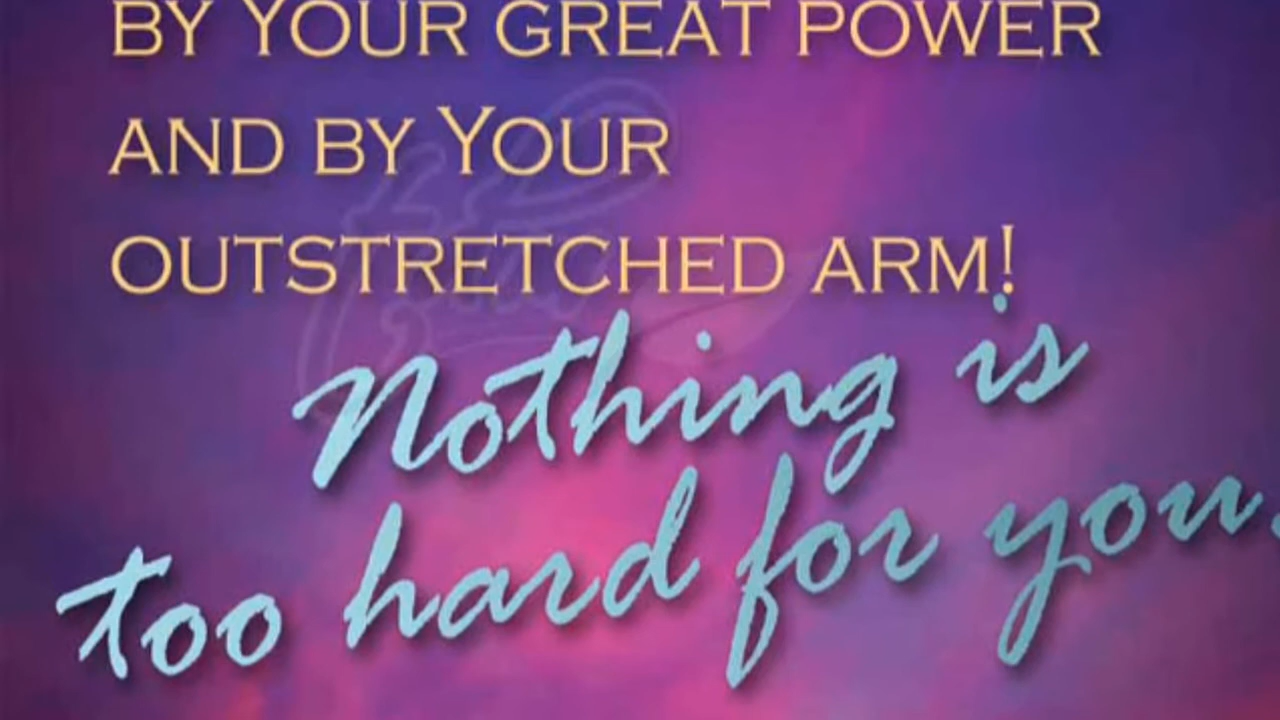 BY YOUR GREAT POWER
AND BY YOUR
OUTSTRETCHED ARM!
Nothing is
too hard for you.